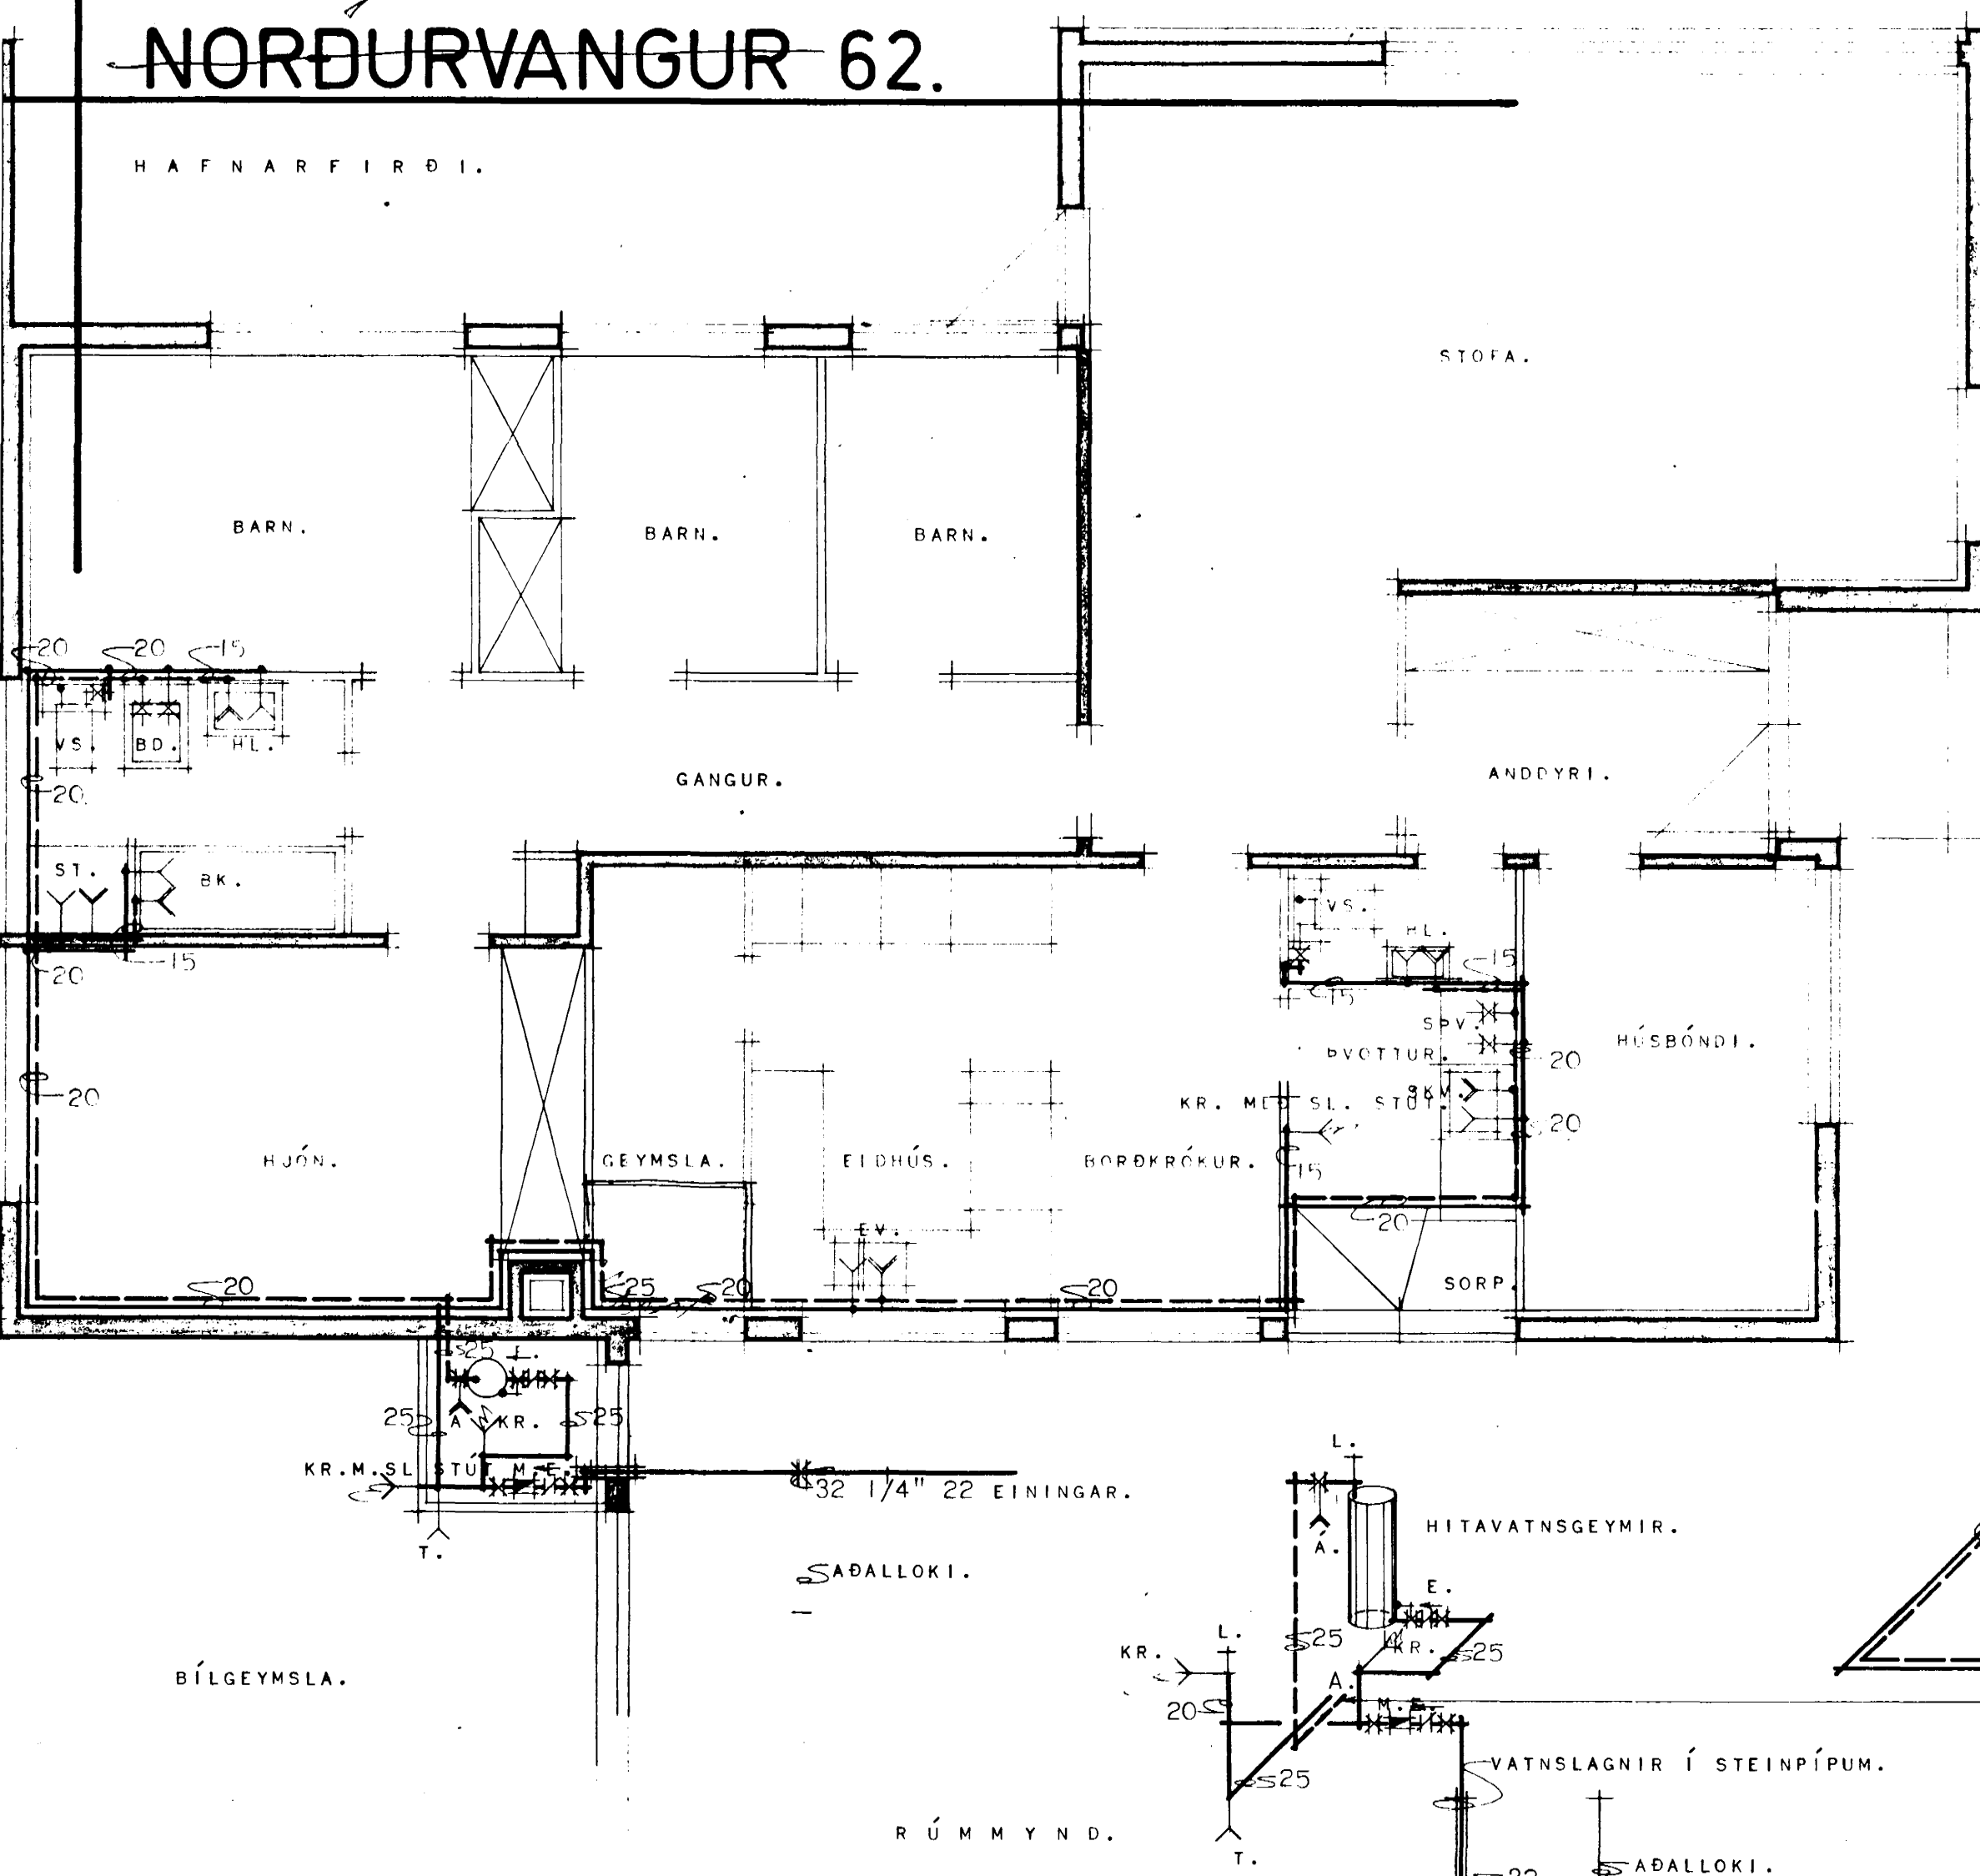 NORÐURVANGUR 62.
HAFNARFIRÐI.
STOFA.
BARN.
BARN.
BARN.
20
20
15
VS.
BD.
HL.
GANGUR.
ANDDYRI.
20
ST.
BK.
VS.
HL.
15
20
15
15
SÞV.
ÞVOTTUR.
HÚSBÓNDI.
20
20
KR. MEÐ SL. STÚT.
SKV.
20
HJÓN.
GEYMSLA.
ELDHÚS.
BORÐKRÓKUR.
15
20
EV.
20
25
20
20
SORP.
25
L.
25
Á
KR.
25
KR.M.SL STÚT M.E.
32 1/4" 22 EININGAR.
L.
HITAVATNSGEYMIR.
T.
Á.
AÐALLOKI.
E.
L.
25
KR.
25
KR.
BÍLGEYMSLA.
A.
20
M.E.
VATNSLAGNIR Í STEINPÍPUM.
25
RÚMMYND.
T.
AÐALLOKI.